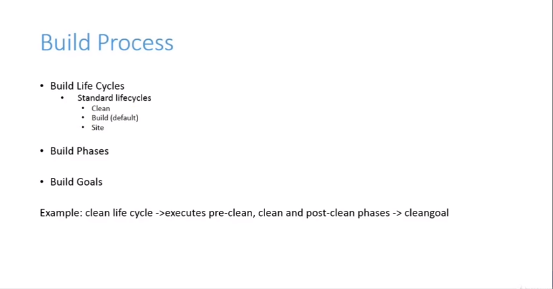 Build Process
• Build Life Cycles
• Standard lifecycles
• Clean
• Build (default)
• Site
• Build Phases
• Build Goals
Example: clean life cycle ->executes pre-clean, clean and post-clean phases -> cleangoal